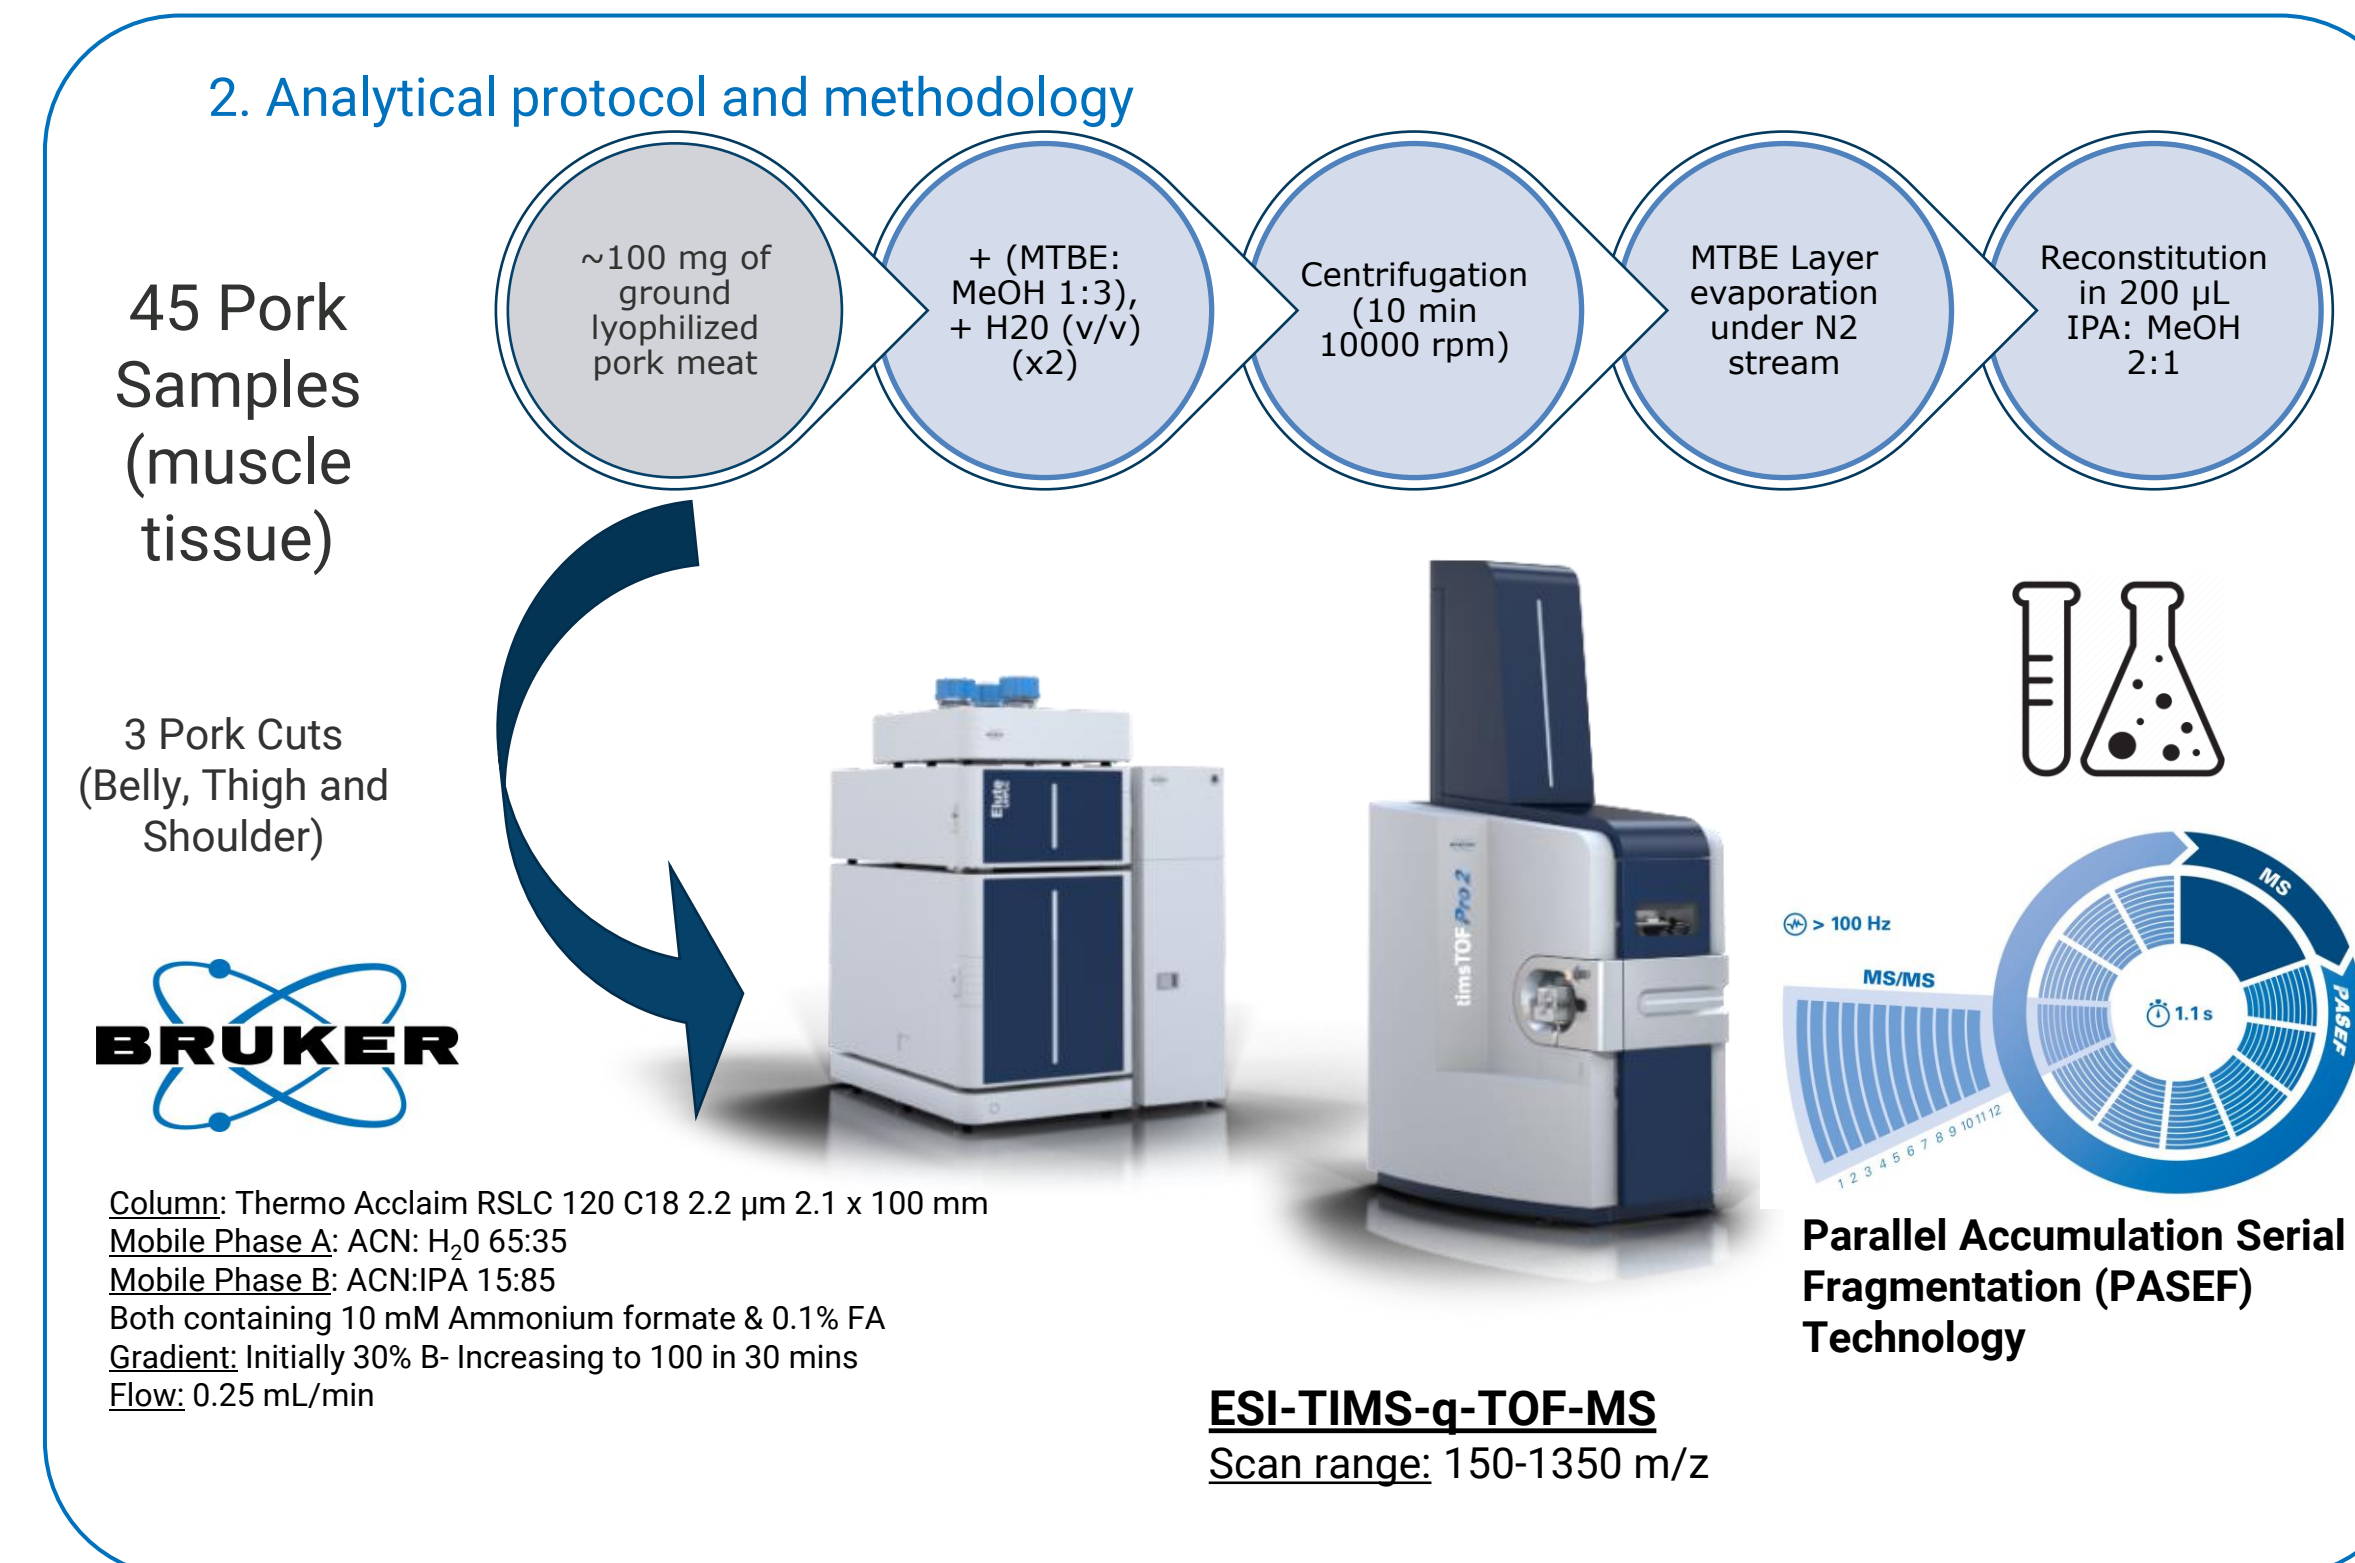 2. Analytical protocol and methodology
45 Pork
Samples
(muscle
tissue)
~100 mg of
ground
lyophilized
pork meat
+ (MTBE:
MeOH 1:3),
+ H20 (v/v)
(x2)
Centrifugation
(10 min
10000 rpm)
MTBE Layer
evaporation
under N2
stream
Reconstitution
in 200 µL
IPA: MeOH
2:1
3 Pork Cuts
(Belly, Thigh and
Shoulder)
BRUKER
Elute
timsTOF Pro 2
> 100 Hz
MS/MS
1 2 3 4 5 6 7 8 9 10 11 12
MS
PASEF
1.1 s
Column: Thermo Acclaim RSLC 120 C18 2.2 µm 2.1 x 100 mm
Mobile Phase A: ACN: H₂0 65:35
Mobile Phase B: ACN:IPA 15:85
Both containing 10 mM Ammonium formate & 0.1% FA
Gradient: Initially 30% B- Increasing to 100 in 30 mins
Flow: 0.25 mL/min
Parallel Accumulation Serial
Fragmentation (PASEF)
Technology
ESI-TIMS-q-TOF-MS
Scan range: 150-1350 m/z